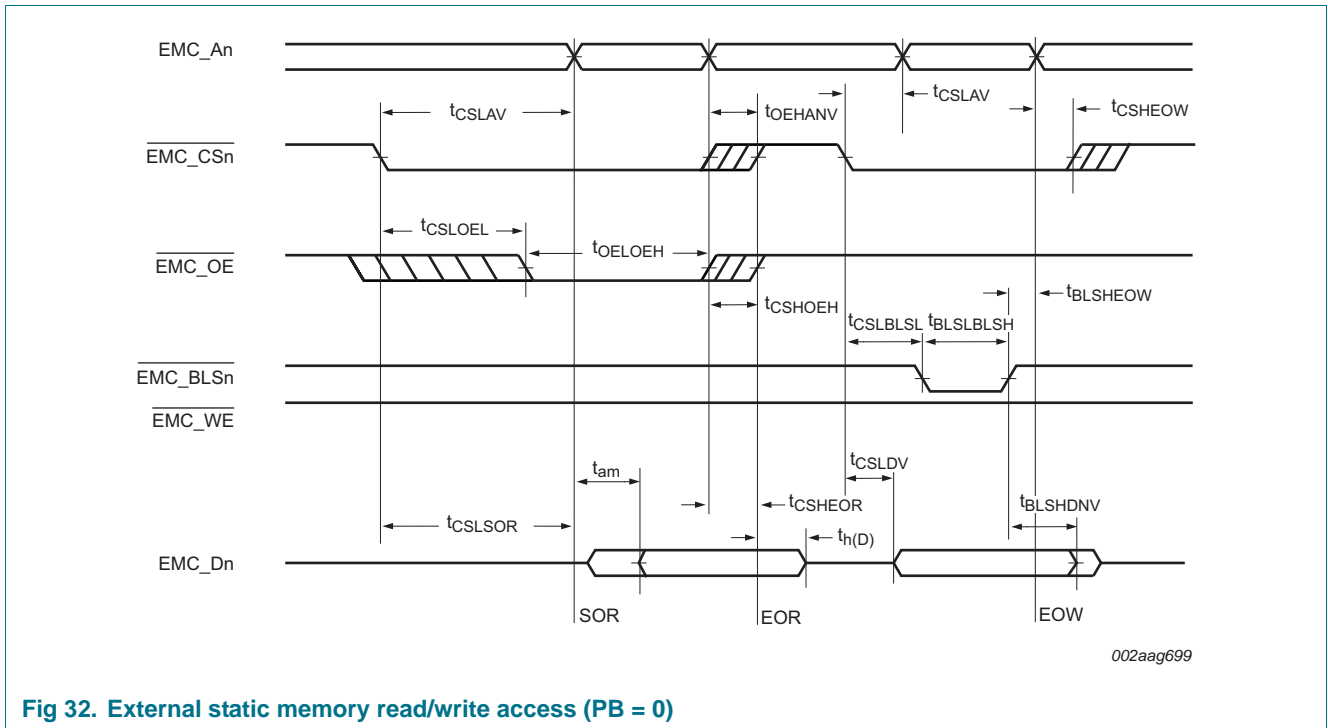 EMC_An
tCSLAV
tOEHANV
tCSLAV
tCSHEOW
EMC_CSn
tCSLOEL
tOELOEH
EMC_OE
tCSHOEH
tBLSHEOW
tCSLBLSL
tBLSLBLSH
EMC_BLSn
EMC_WE
tam
tCSLDV
tCSHEOR
tBLSHDNV
tCSLSOR
th(D)
EMC_Dn
SOR
EOR
EOW
002aag699
Fig 32. External static memory read/write access (PB = 0)